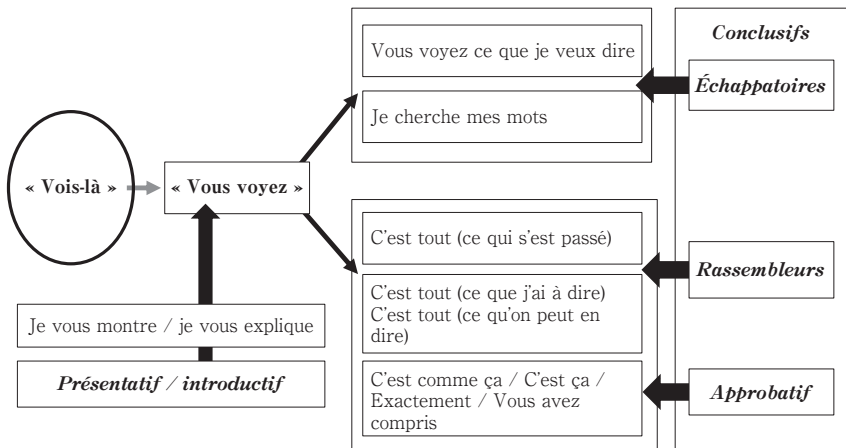 « Vois-là »
« Vous voyez »
Je vous montre / je vous explique
Présentatif / introductif
Vous voyez ce que je veux dire
Je cherche mes mots
C'est tout (ce qui s'est passé)
C'est tout (ce que j'ai à dire)
C'est tout (ce qu'on peut en
dire)
C'est comme ça / C'est ça /
Exactement / Vous avez
compris
Conclusifs
Échappatoires
Rassembleurs
Approbatif